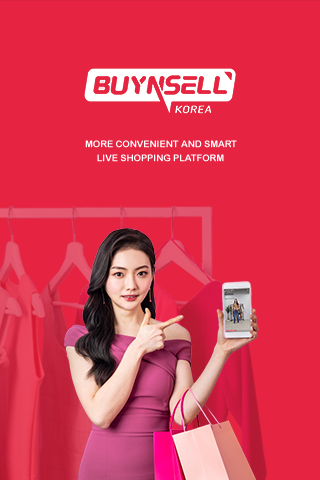 BUYNSELL
KOREA
MORE CONVENIENT AND SMART
LIVE SHOPPING PLATFORM